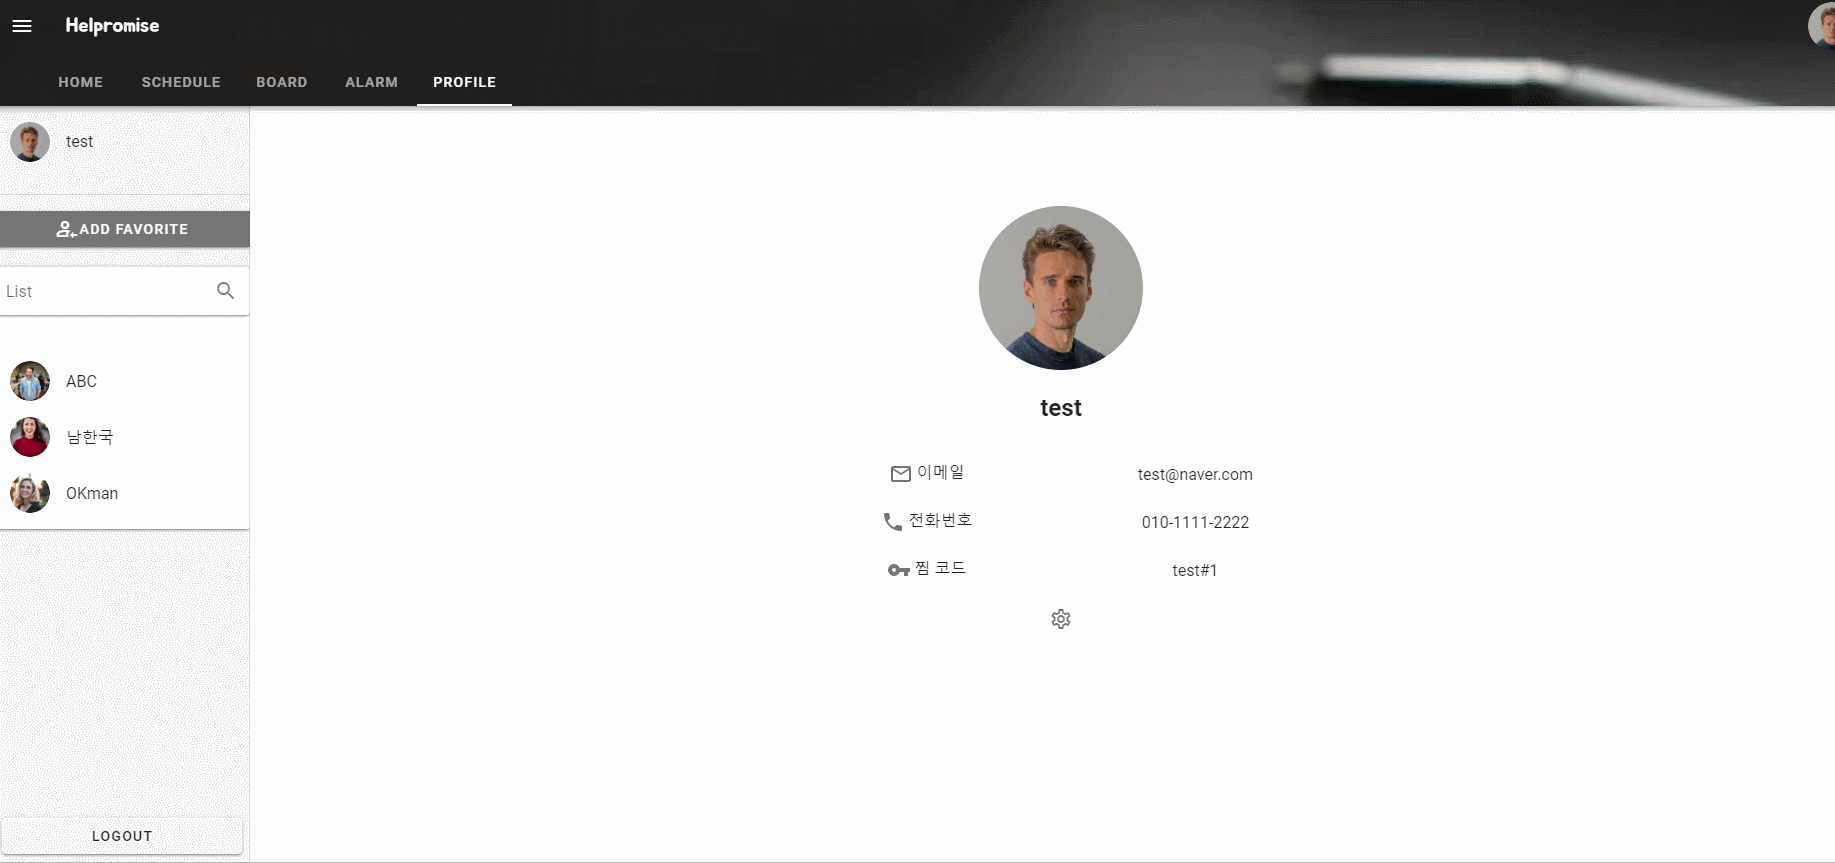 Helpromise
HOME SCHEDULE BOARD ALARM PROFILE
test
ADD FAVORITE
List
ABC
남한국
OKman
LOGOUT
test
이메일 test@naver.com
전화번호 010-1111-2222
찜 코드 test#1